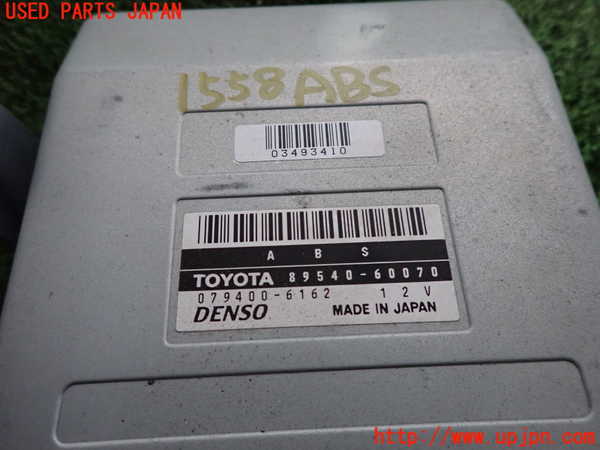 USED PARTS JAPAN
1558ABS
03493410
ABS
TOYOTA 89540-60070
079400-6162 12V
DENSO MADE IN JAPAN
http://www.upjpn.com